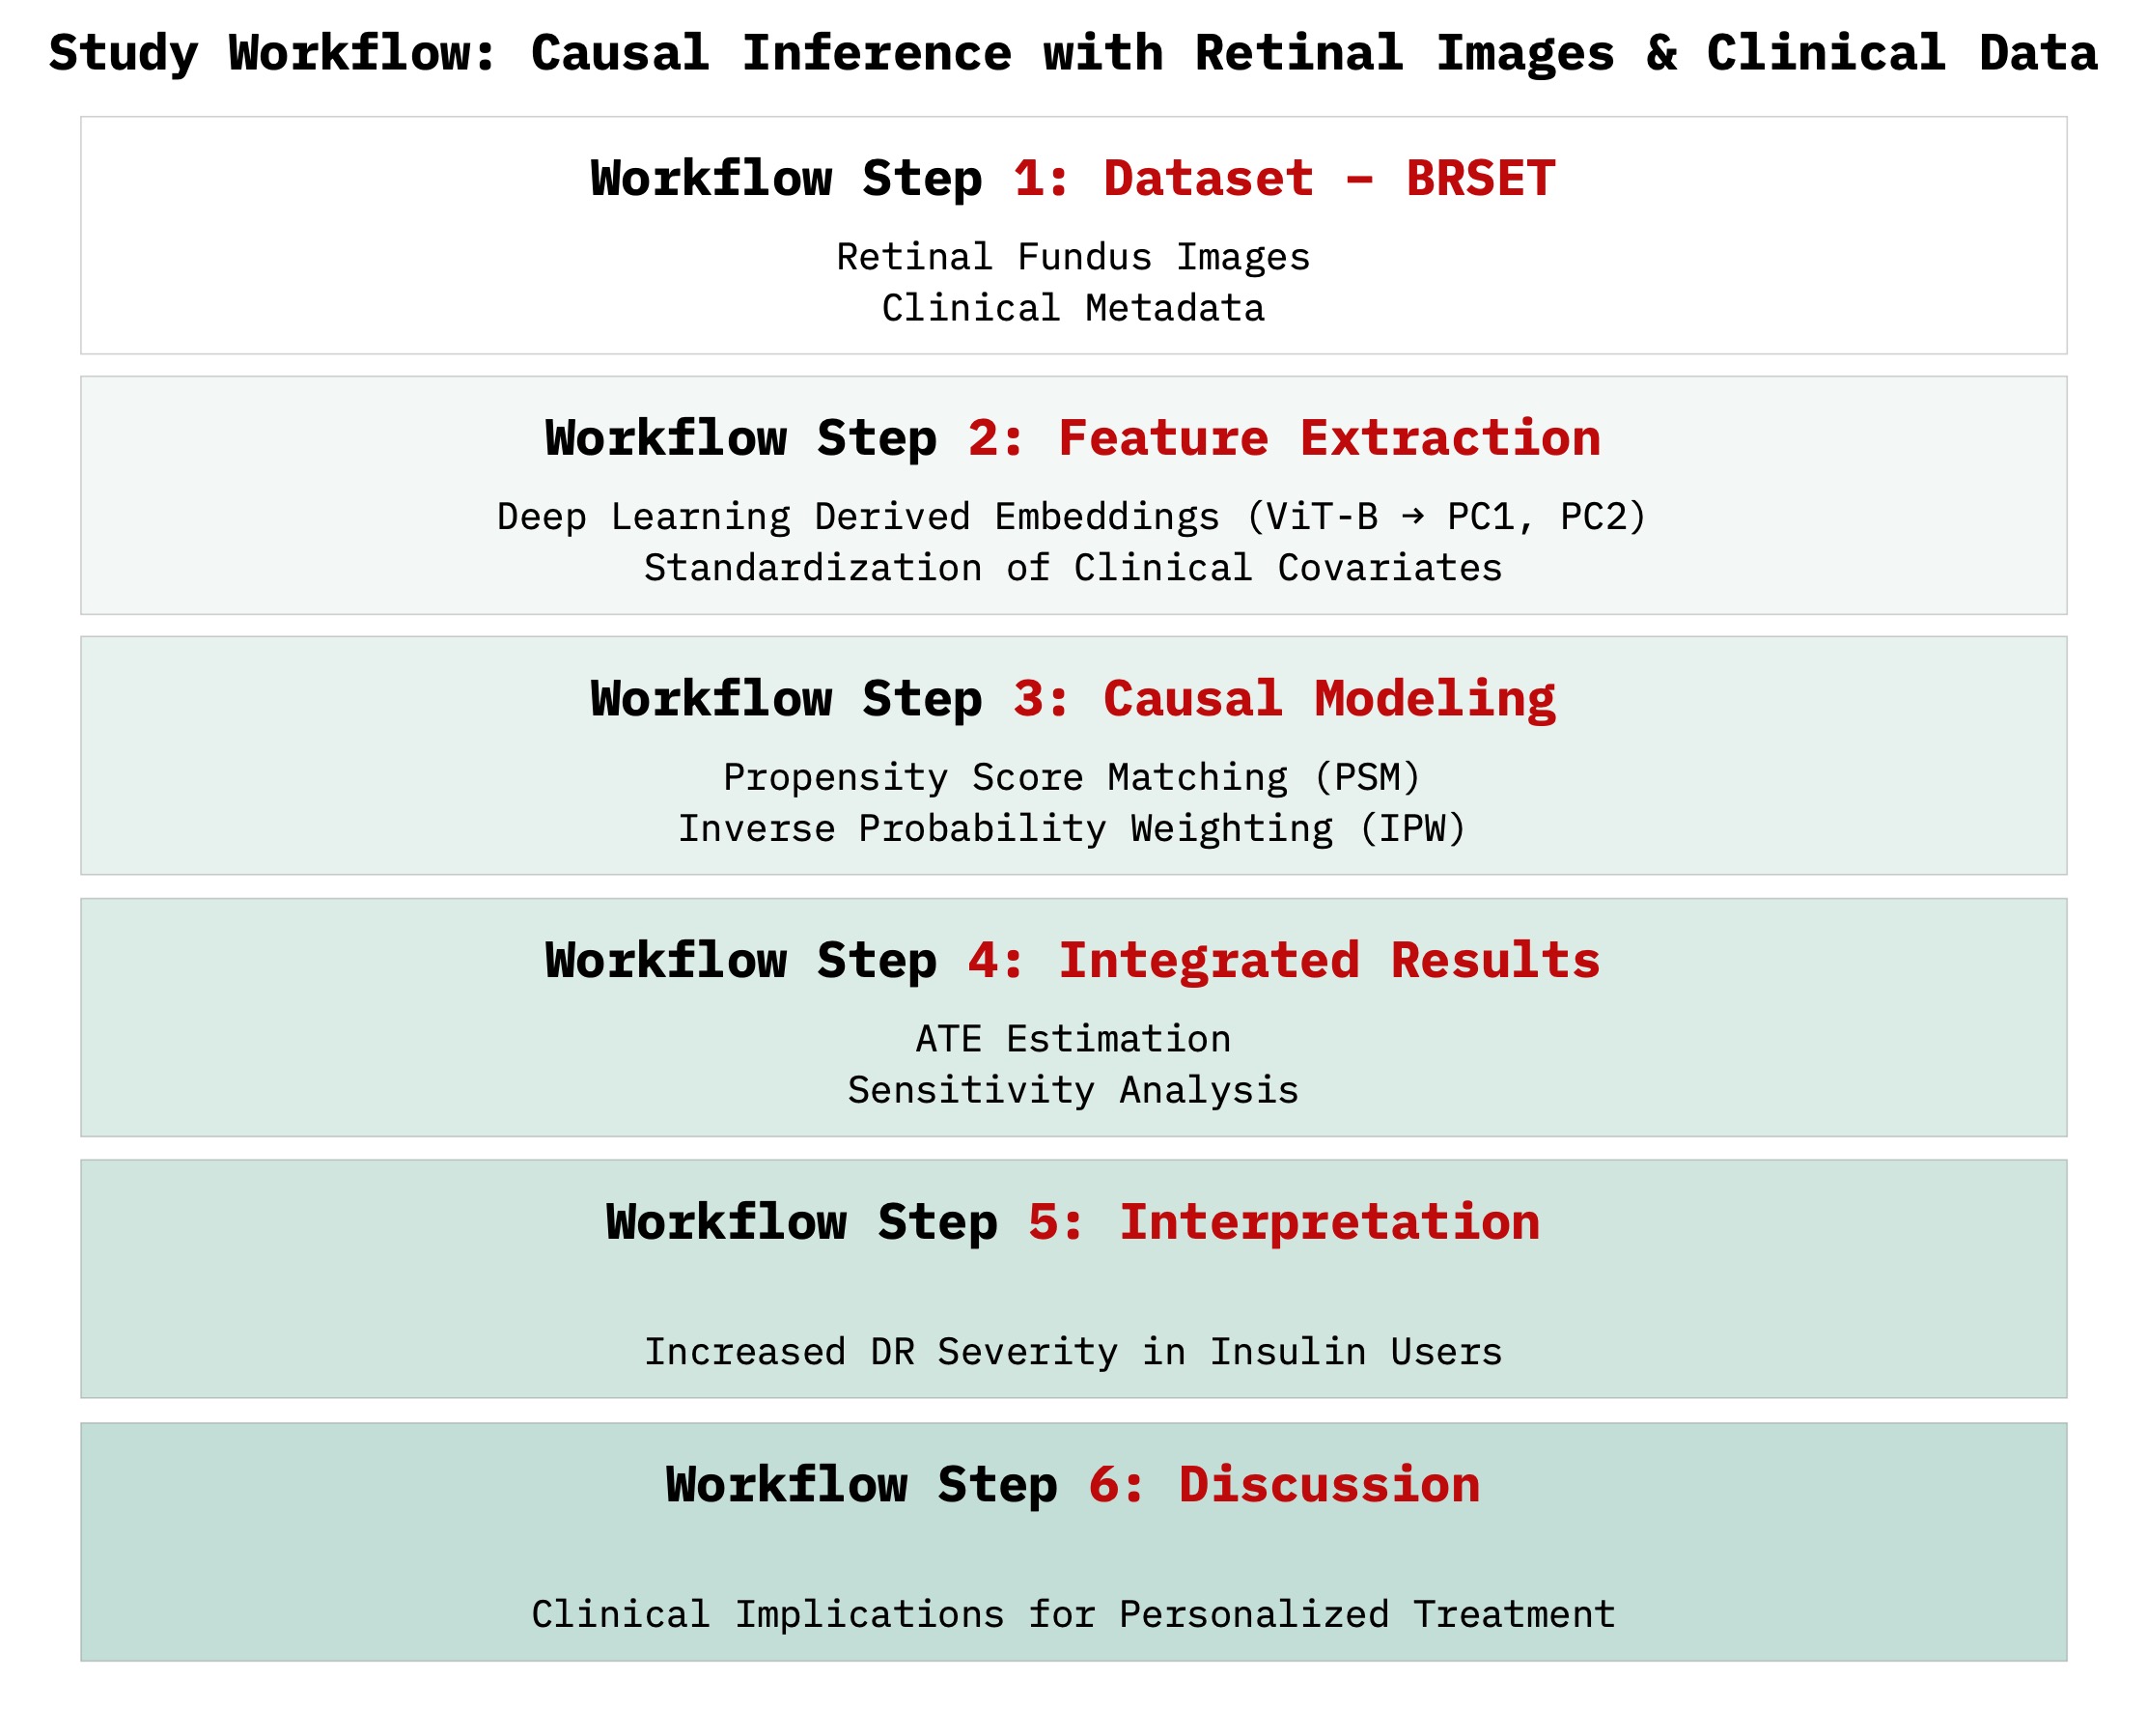 Study Workflow: Causal Inference with Retinal Images & Clinical Data
Workflow Step 1: Dataset – BRSET
Retinal Fundus Images
Clinical Metadata
Workflow Step 2: Feature Extraction
Deep Learning Derived Embeddings (ViT-B → PC1, PC2)
Standardization of Clinical Covariates
Workflow Step 3: Causal Modeling
Propensity Score Matching (PSM)
Inverse Probability Weighting (IPW)
Workflow Step 4: Integrated Results
ATE Estimation
Sensitivity Analysis
Workflow Step 5: Interpretation
Increased DR Severity in Insulin Users
Workflow Step 6: Discussion
Clinical Implications for Personalized Treatment